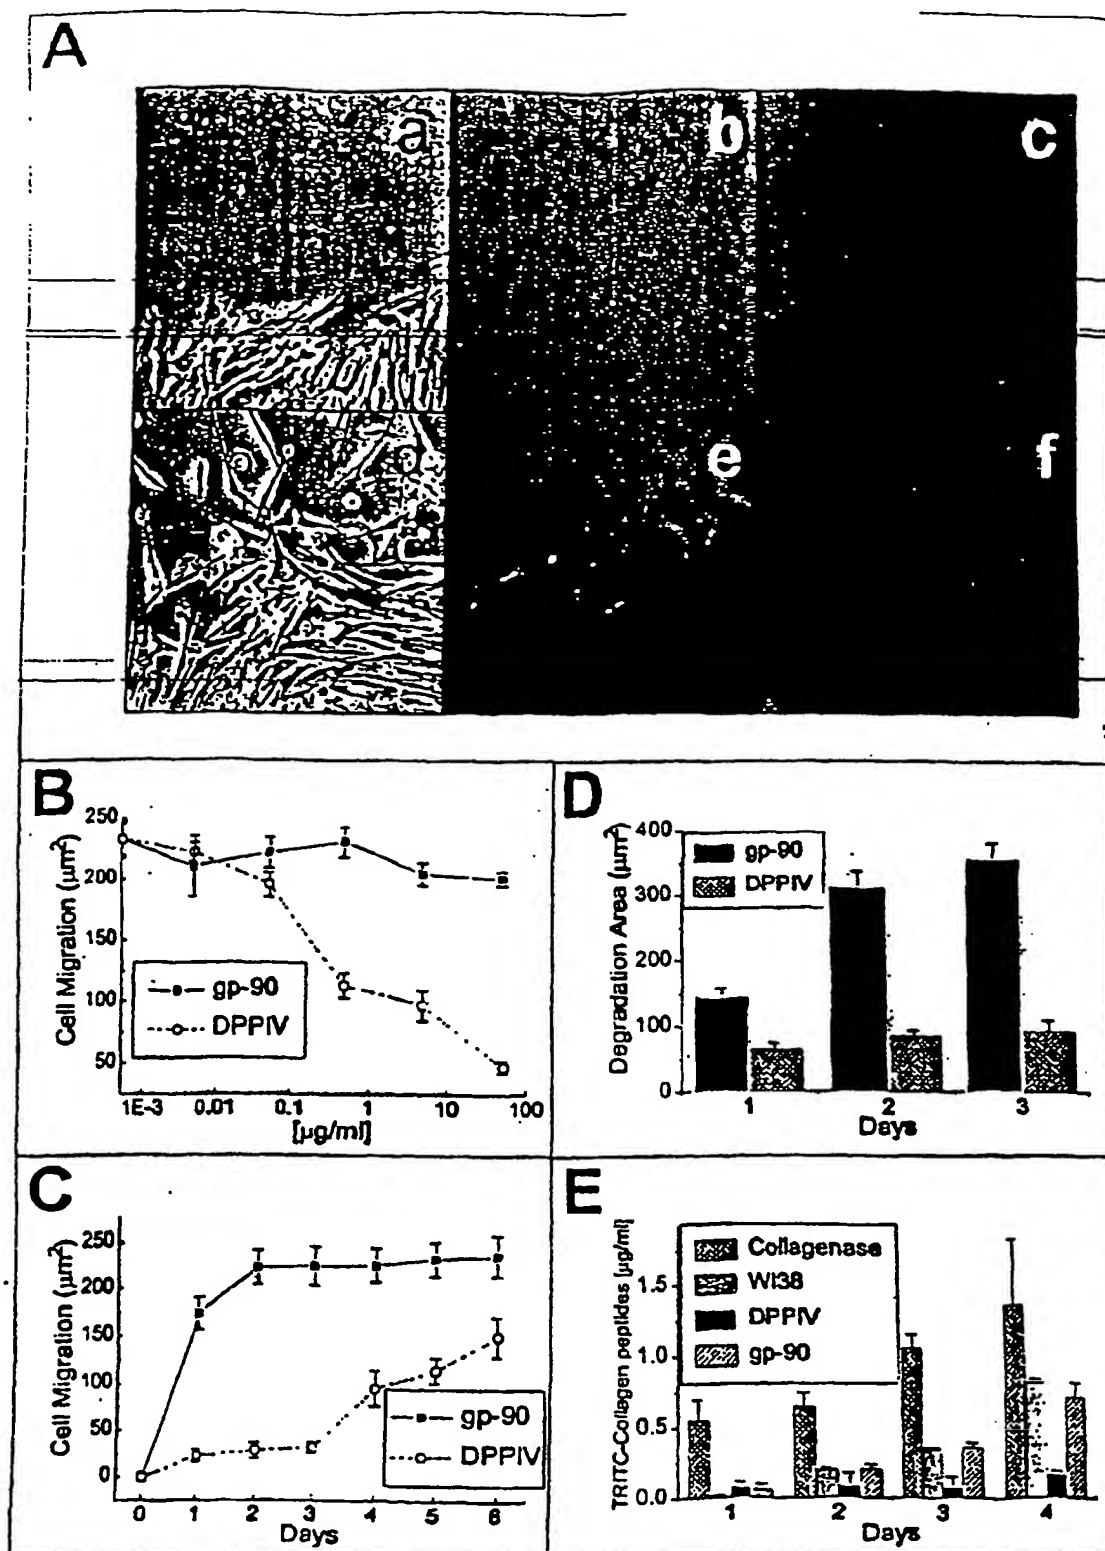 A
a
b
c
d
e
f
B
Cell Migration (µm²)
250
200
150
100
50
gp-90
DPPIV
1E-3 0.01 0.1 1 10 100
[µg/ml]
C
Cell Migration (µm²)
250
200
150
100
50
0
gp-90
DPPIV
0 1 2 3 4 5 6
Days
D
Degradation Area (µm²)
400
300
200
100
0
gp-90
DPPIV
1 2 3
Days
E
TRITC-Collagen peptides [µg/ml]
1.5
1.0
0.5
0.0
Collagenase
WI38
DPPIV
gp-90
1 2 3 4
Days